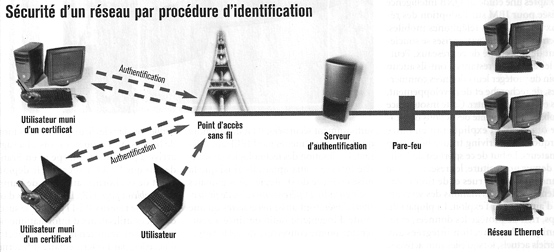 Sécurité d'un réseau par procédure d'identification
Authentification
Utilisateur muni
d'un certificat
Authentification
Utilisateur muni
d'un certificat
Utilisateur
Point d'accès
sans fil
Serveur
d'authentification
Pare-feu
Réseau Ethernet